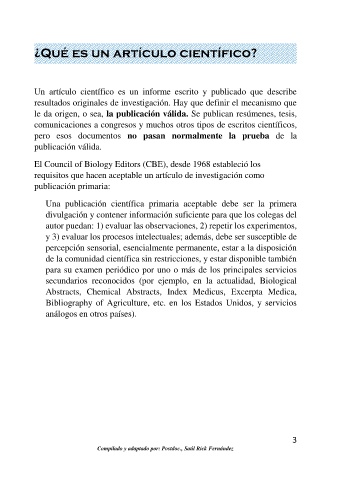 ¿QUÉ ES UN ARTÍCULO CIENTÍFICO?
Un artículo científico es un informe escrito y publicado que describe
resultados originales de investigación. Hay que definir el mecanismo que
le da origen, o sea, la publicación válida. Se publican resúmenes, tesis,
comunicaciones a congresos y muchos otros tipos de escritos científicos,
pero esos documentos no pasan normalmente la prueba de la
publicación válida.
El Council of Biology Editors (CBE), desde 1968 estableció los
requisitos que hacen aceptable un artículo de investigación como
publicación primaria:
Una publicación científica primaria aceptable debe ser la primera
divulgación y contener información suficiente para que los colegas del
autor puedan: 1) evaluar las observaciones, 2) repetir los experimentos,
y 3) evaluar los procesos intelectuales; además, debe ser susceptible de
percepción sensorial, esencialmente permanente, estar a la disposición
de la comunidad científica sin restricciones, y estar disponible también
para su examen periódico por uno o más de los principales servicios
secundarios reconocidos (por ejemplo, en la actualidad, Biological
Abstracts, Chemical Abstracts, Index Medicus, Excerpta Medica,
Bibliography of Agriculture, etc. en los Estados Unidos, y servicios
análogos en otros países).
3
Compilado y adaptado por: Postdoc., Saúl Rick Fernández